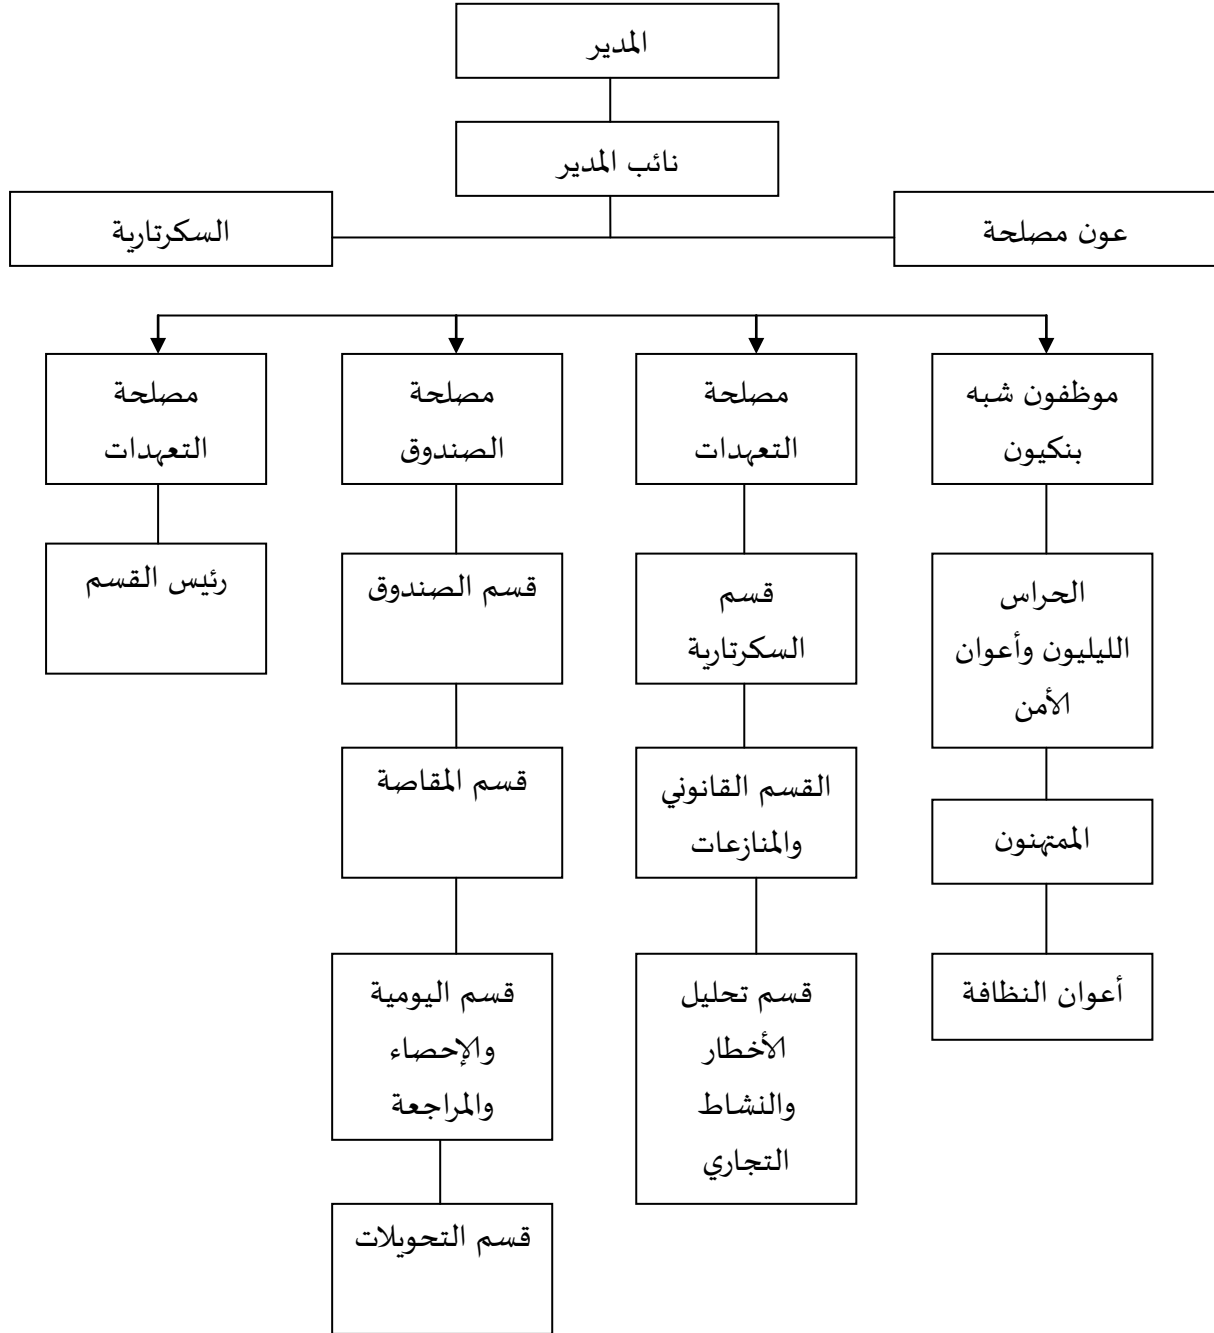 المدير
نائب المدير
عون مصلحة
السكرتارية
موظفون شبه
بنكيون
الحراس
الليليون وأعوان
الأمن
الممتهنون
أعوان النظافة
مصلحة
التعهدات
قسم
السكرتارية
القسم القانوني
والمنازعات
قسم تحليل
الأخطار
والنشاط
التجاري
مصلحة
الصندوق
قسم الصندوق
قسم المقاصة
قسم اليومية
والإحصاء
والمراجعة
قسم التحويلات
مصلحة
التعهدات
رئيس القسم